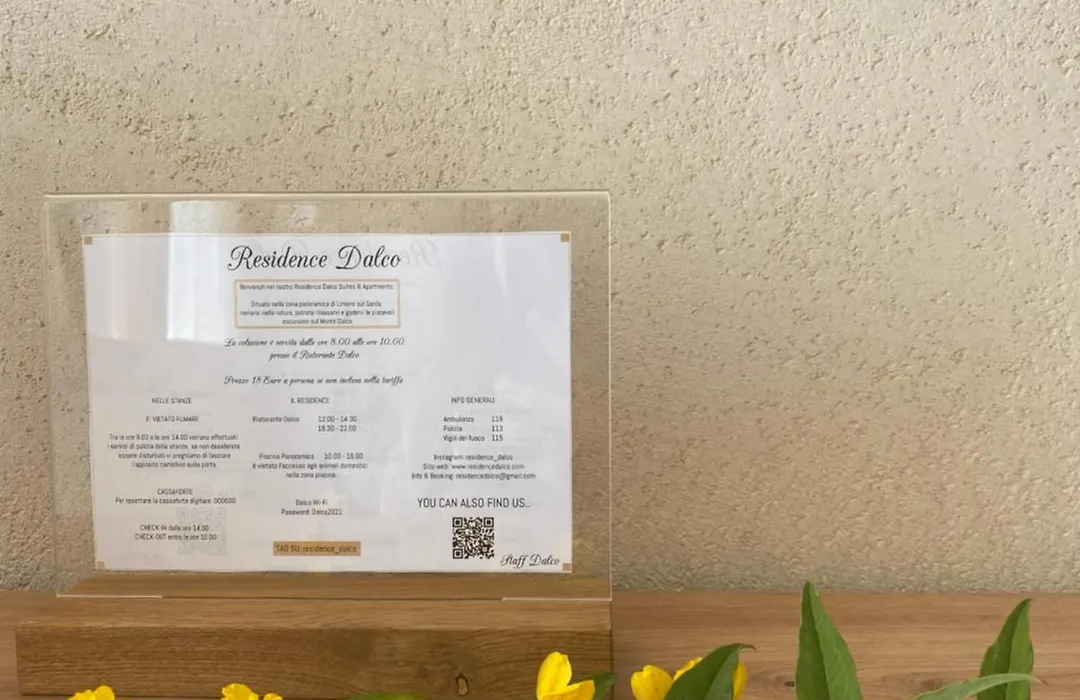 Residence Dalco
Benvenuti nel nostro Residence Dalco Suites & Apartments
Situato nella zona panoramica di Limone sul Garda,
immersi nella natura, potrete rilassarvi e godervi le piacevoli
escursioni sul Monte Dalco
La colazione è servita dalle ore 8.00 alle ore 10.00
presso il Ristorante Dalco
Prezzo 18 Euro a persona se non inclusa nella tariffa
NELLE STANZE
E' VIETATO FUMARE
Tra le ore 9.00 e le ore 14.00 verrano effettuati
i servizi di pulizia delle stanze, se non desiderate
essere disturbati vi preghiamo di lasciare
l'apposito cartellino sulla porta.
CASSAFORTE
Per resettare la cassaforte digitare: 000000
CHECK IN dalle ore 14.30
CHECK OUT entro le ore 10.00
IL RESIDENCE
Ristorante Dalco 12:00 - 14:30
18:30 - 22.00
Piscina Panoramica 10.00 - 18.00
è vietato l'accesso agli animali domestici
nella zona piscina.
Dalco Wi-Fi
Password: Dalco2021
TAG SU: residence_dalco
INFO GENERALI
Ambulanza 118
Polizia 113
Vigili del fuoco 115
Instagram: residence_dalco
Sito web: www.residencedalco.com
Info & Booking: residencedalco@gmail.com
YOU CAN ALSO FIND US..
Staff Dalco